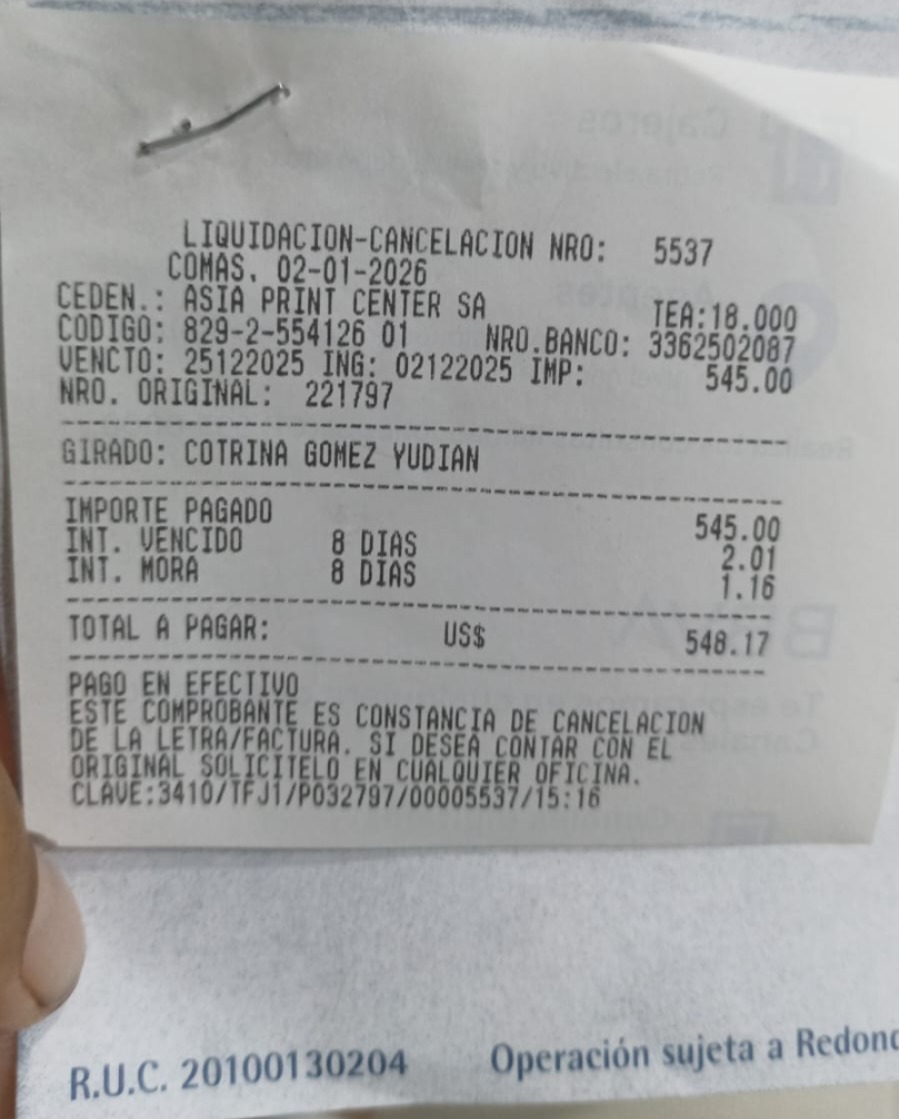 LIQUIDACION-CANCELACION NRO: 5537
COMAS, 02-01-2026
CEDEN.: ASIA PRINT CENTER SA TEA:18.000
CODIGO: 829-2-554126 01 NRO.BANCO: 3362502087
VENCTO: 25122025 ING: 02122025 IMP: 545.00
NRO. ORIGINAL: 221797
GIRADO: COTRINA GOMEZ YUDIAN
IMPORTE PAGADO 545.00
INT. VENCIDO 8 DIAS 2.01
INT. MORA 8 DIAS 1.16
TOTAL A PAGAR: US$ 548.17
PAGO EN EFECTIVO
ESTE COMPROBANTE ES CONSTANCIA DE CANCELACION
DE LA LETRA/FACTURA. SI DESEA CONTAR CON EL
ORIGINAL SOLICITELO EN CUALQUIER OFICINA.
CLAVE:3410/TFJ1/P032797/00005537/15:16
R.U.C. 20100130204 Operación sujeta a